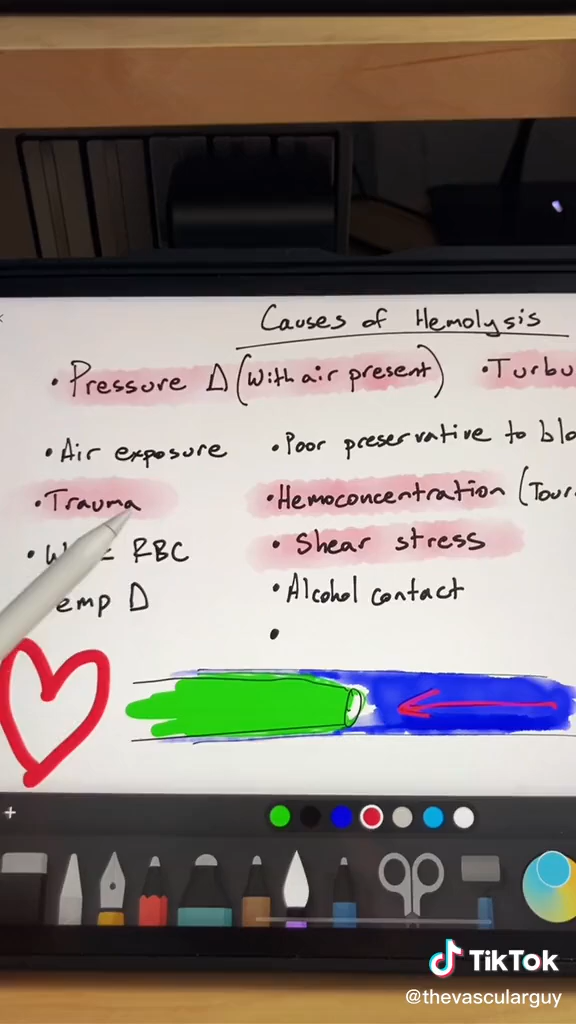 Causes of Hemolysis
• Pressure Δ (with air present) • Turbu
• Air exposure • Poor preservative to blo
• Trauma • Hemoconcentration (Tour
• RBC • Shear stress
emp Δ • Alcohol contact
•
TikTok
@thevascularguy